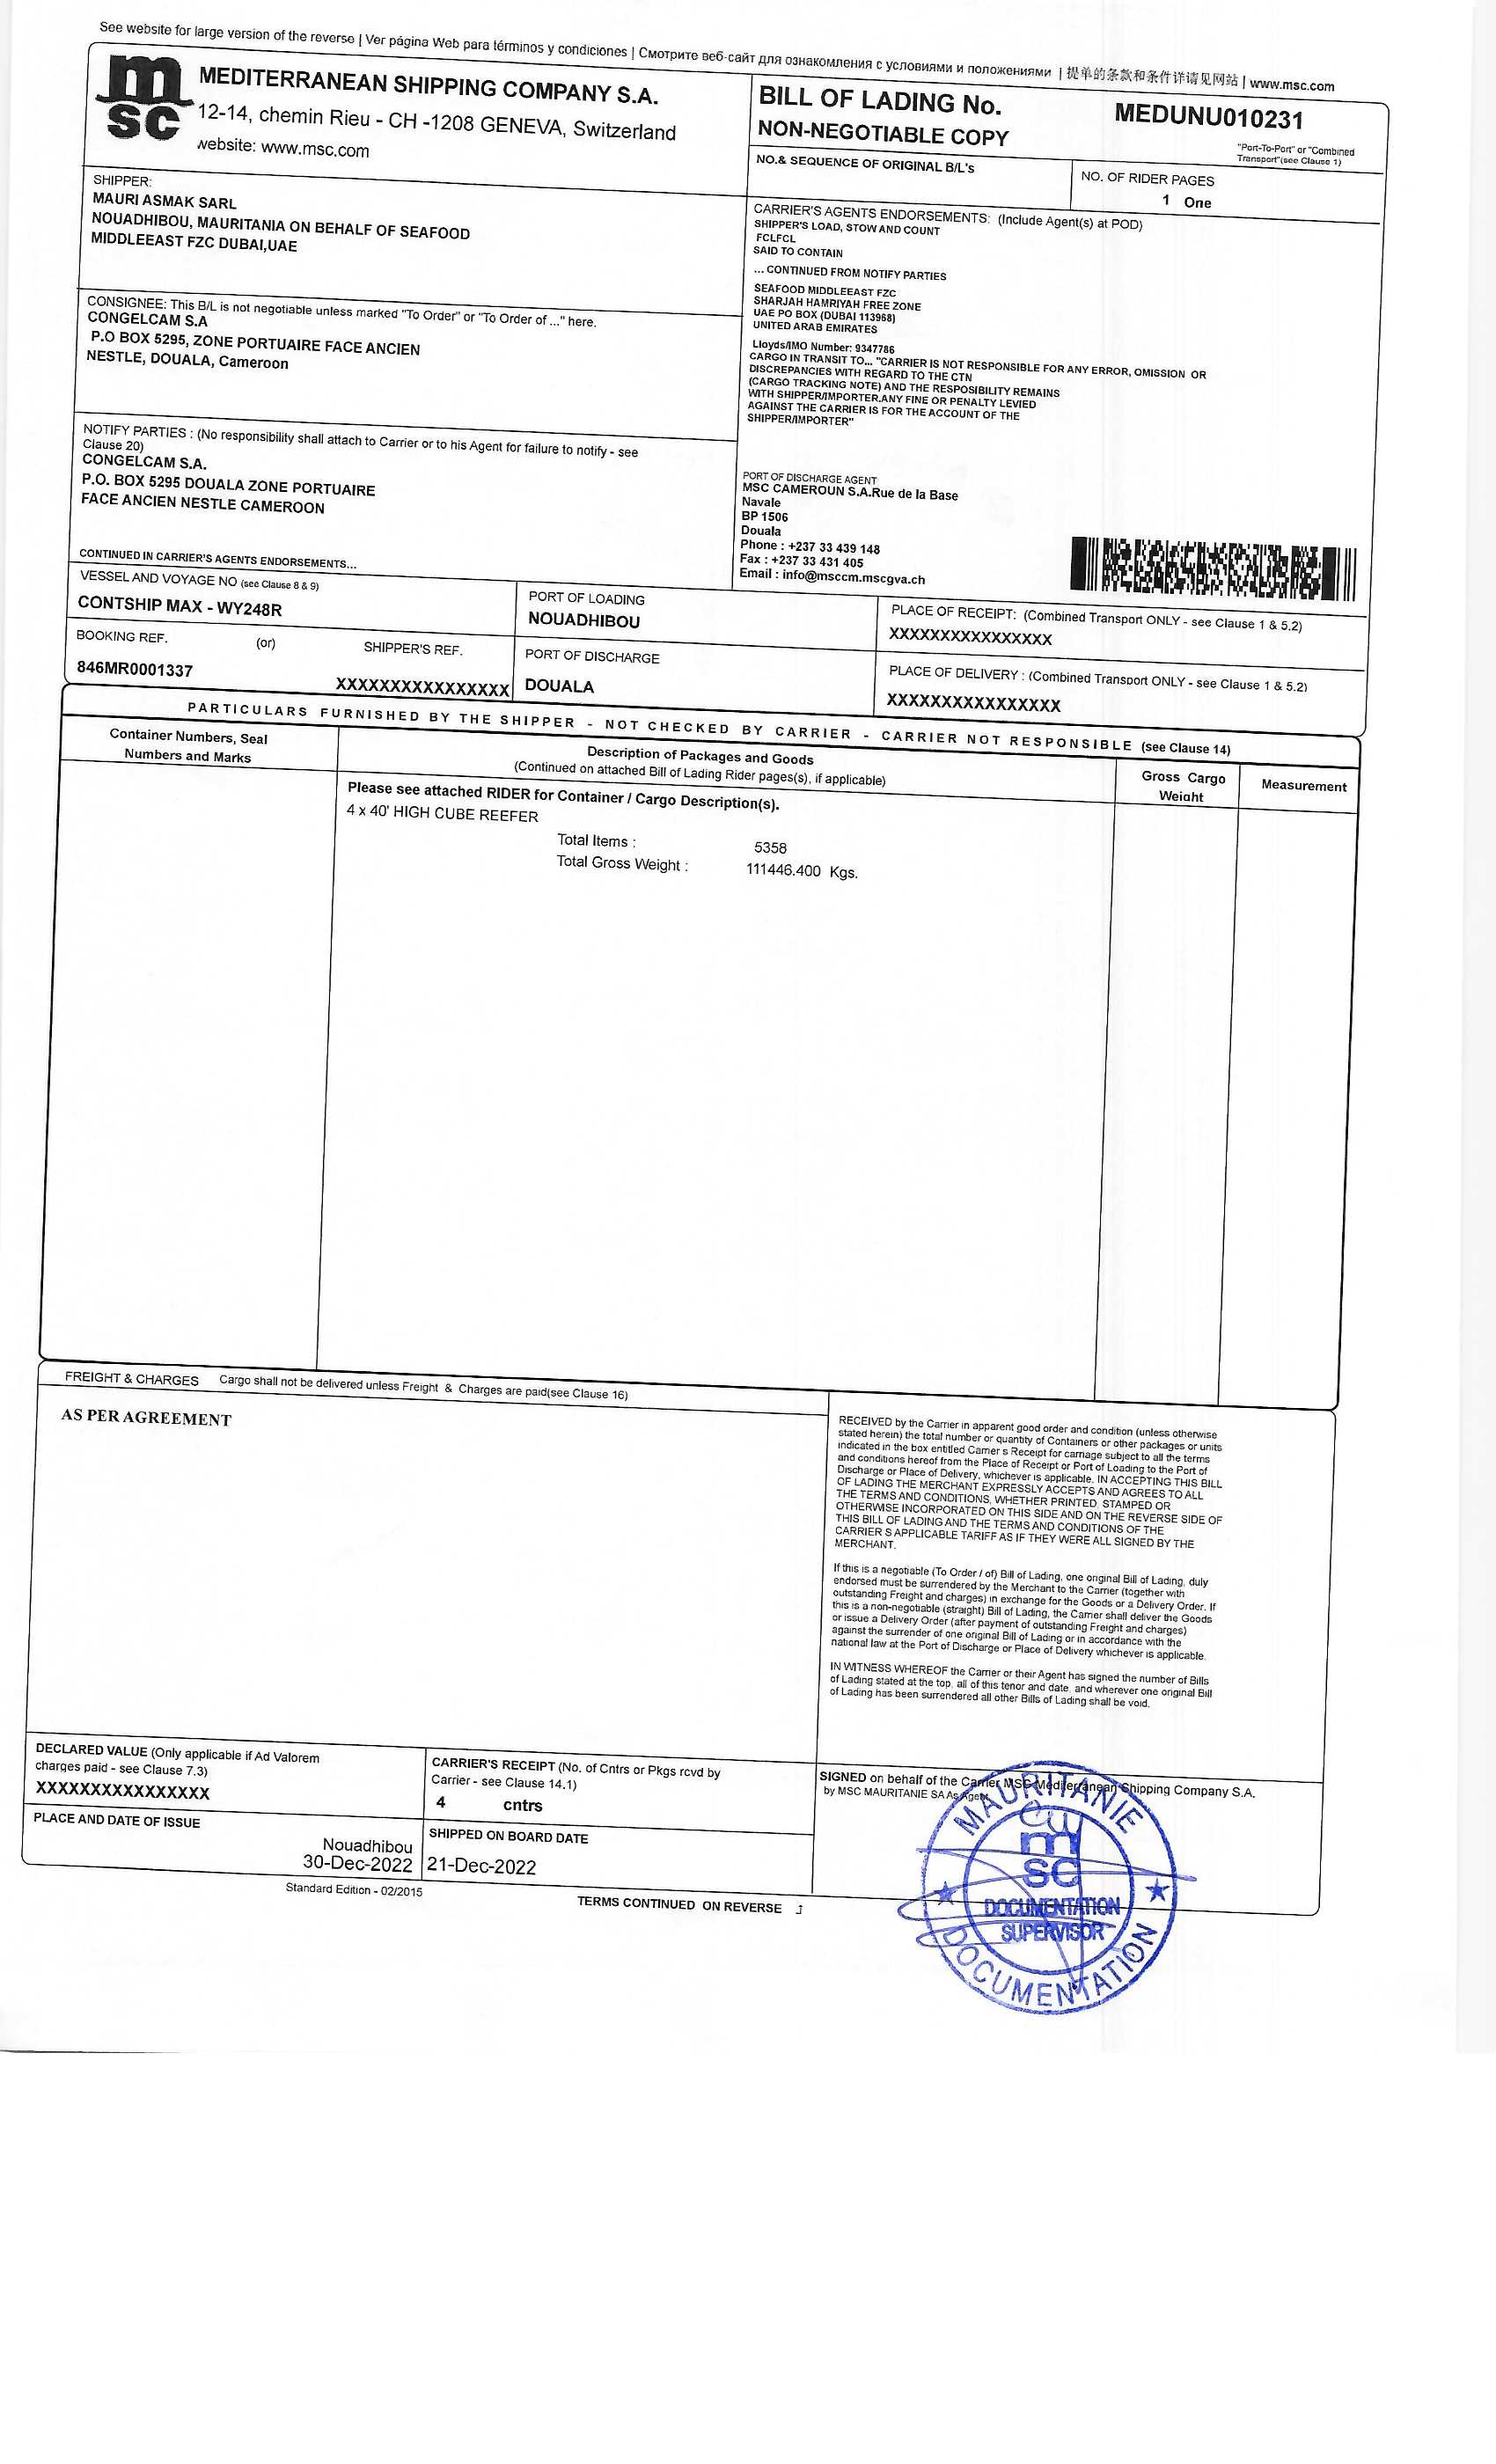 See website for large version of the reverse | Ver página Web para términos y condiciones | Смотрите веб-сайт для ознакомления с условиями и положениями | 提单的条款和条件详请见网站 | www.msc.com
msc
MEDITERRANEAN SHIPPING COMPANY S.A.
12-14, chemin Rieu - CH -1208 GENEVA, Switzerland
website: www.msc.com
BILL OF LADING No.
MEDUNU010231
NON-NEGOTIABLE COPY
"Port-To-Port" or "Combined
Transport"(see Clause 1)
NO.& SEQUENCE OF ORIGINAL B/L's
NO. OF RIDER PAGES
1 One
SHIPPER:
MAURI ASMAK SARL
NOUADHIBOU, MAURITANIA ON BEHALF OF SEAFOOD
MIDDLEEAST FZC DUBAI,UAE
CARRIER'S AGENTS ENDORSEMENTS: (Include Agent(s) at POD)
SHIPPER'S LOAD, STOW AND COUNT
FCLFCL
SAID TO CONTAIN
... CONTINUED FROM NOTIFY PARTIES
SEAFOOD MIDDLEEAST FZC
SHARJAH HAMRIYAH FREE ZONE
UAE PO BOX (DUBAI 113968)
UNITED ARAB EMIRATES
Lloyds/IMO Number: 9347786
CARGO IN TRANSIT TO... "CARRIER IS NOT RESPONSIBLE FOR ANY ERROR, OMISSION OR
DISCREPANCIES WITH REGARD TO THE CTN
(CARGO TRACKING NOTE) AND THE RESPOSIBILITY REMAINS
WITH SHIPPER/IMPORTER.ANY FINE OR PENALTY LEVIED
AGAINST THE CARRIER IS FOR THE ACCOUNT OF THE
SHIPPER/IMPORTER"
CONSIGNEE: This B/L is not negotiable unless marked "To Order" or "To Order of ..." here.
CONGELCAM S.A
P.O BOX 5295, ZONE PORTUAIRE FACE ANCIEN
NESTLE, DOUALA, Cameroon
NOTIFY PARTIES : (No responsibility shall attach to Carrier or to his Agent for failure to notify - see
Clause 20)
CONGELCAM S.A.
P.O. BOX 5295 DOUALA ZONE PORTUAIRE
FACE ANCIEN NESTLE CAMEROON
CONTINUED IN CARRIER'S AGENTS ENDORSEMENTS...
PORT OF DISCHARGE AGENT
MSC CAMEROUN S.A.Rue de la Base
Navale
BP 1506
Douala
Phone : +237 33 439 148
Fax : +237 33 431 405
Email : info@msccm.mscgva.ch
VESSEL AND VOYAGE NO (see Clause 8 & 9)
CONTSHIP MAX - WY248R
PORT OF LOADING
NOUADHIBOU
PLACE OF RECEIPT: (Combined Transport ONLY - see Clause 1 & 5.2)
XXXXXXXXXXXXXXXX
BOOKING REF. (or) SHIPPER'S REF.
846MR0001337
XXXXXXXXXXXXXXXX
PORT OF DISCHARGE
DOUALA
PLACE OF DELIVERY : (Combined Transport ONLY - see Clause 1 & 5.2)
XXXXXXXXXXXXXXXX
PARTICULARS FURNISHED BY THE SHIPPER - NOT CHECKED BY CARRIER - CARRIER NOT RESPONSIBLE (see Clause 14)
Container Numbers, Seal
Numbers and Marks
Description of Packages and Goods
(Continued on attached Bill of Lading Rider pages(s), if applicable)
Gross Cargo
Weight
Measurement
Please see attached RIDER for Container / Cargo Description(s).
4 x 40' HIGH CUBE REEFER
Total Items : 5358
Total Gross Weight : 111446.400 Kgs.
FREIGHT & CHARGES Cargo shall not be delivered unless Freight & Charges are paid(see Clause 16)
AS PER AGREEMENT
RECEIVED by the Carrier in apparent good order and condition (unless otherwise
stated herein) the total number or quantity of Containers or other packages or units
indicated in the box entitled Carrier s Receipt for carriage subject to all the terms
and conditions hereof from the Place of Receipt or Port of Loading to the Port of
Discharge or Place of Delivery, whichever is applicable. IN ACCEPTING THIS BILL
OF LADING THE MERCHANT EXPRESSLY ACCEPTS AND AGREES TO ALL
THE TERMS AND CONDITIONS, WHETHER PRINTED, STAMPED OR
OTHERWISE INCORPORATED ON THIS SIDE AND ON THE REVERSE SIDE OF
THIS BILL OF LADING AND THE TERMS AND CONDITIONS OF THE
CARRIER S APPLICABLE TARIFF AS IF THEY WERE ALL SIGNED BY THE
MERCHANT.
If this is a negotiable (To Order / of) Bill of Lading, one original Bill of Lading, duly
endorsed must be surrendered by the Merchant to the Carrier (together with
outstanding Freight and charges) in exchange for the Goods or a Delivery Order. If
this is a non-negotiable (straight) Bill of Lading, the Carrier shall deliver the Goods
or issue a Delivery Order (after payment of outstanding Freight and charges)
against the surrender of one original Bill of Lading or in accordance with the
national law at the Port of Discharge or Place of Delivery whichever is applicable.
IN WITNESS WHEREOF the Carrier or their Agent has signed the number of Bills
of Lading stated at the top, all of this tenor and date, and wherever one original Bill
of Lading has been surrendered all other Bills of Lading shall be void.
DECLARED VALUE (Only applicable if Ad Valorem
charges paid - see Clause 7.3)
XXXXXXXXXXXXXXXX
CARRIER'S RECEIPT (No. of Cntrs or Pkgs rcvd by
Carrier - see Clause 14.1)
4 cntrs
SIGNED on behalf of the Carrier MSC Mediterranean Shipping Company S.A.
by MSC MAURITANIE SA As Agent
PLACE AND DATE OF ISSUE
Nouadhibou
30-Dec-2022
SHIPPED ON BOARD DATE
21-Dec-2022
MAURITANIE
msc
DOCUMENTATION
SUPERVISOR
DOCUMENTATION
Standard Edition - 02/2015
TERMS CONTINUED ON REVERSE